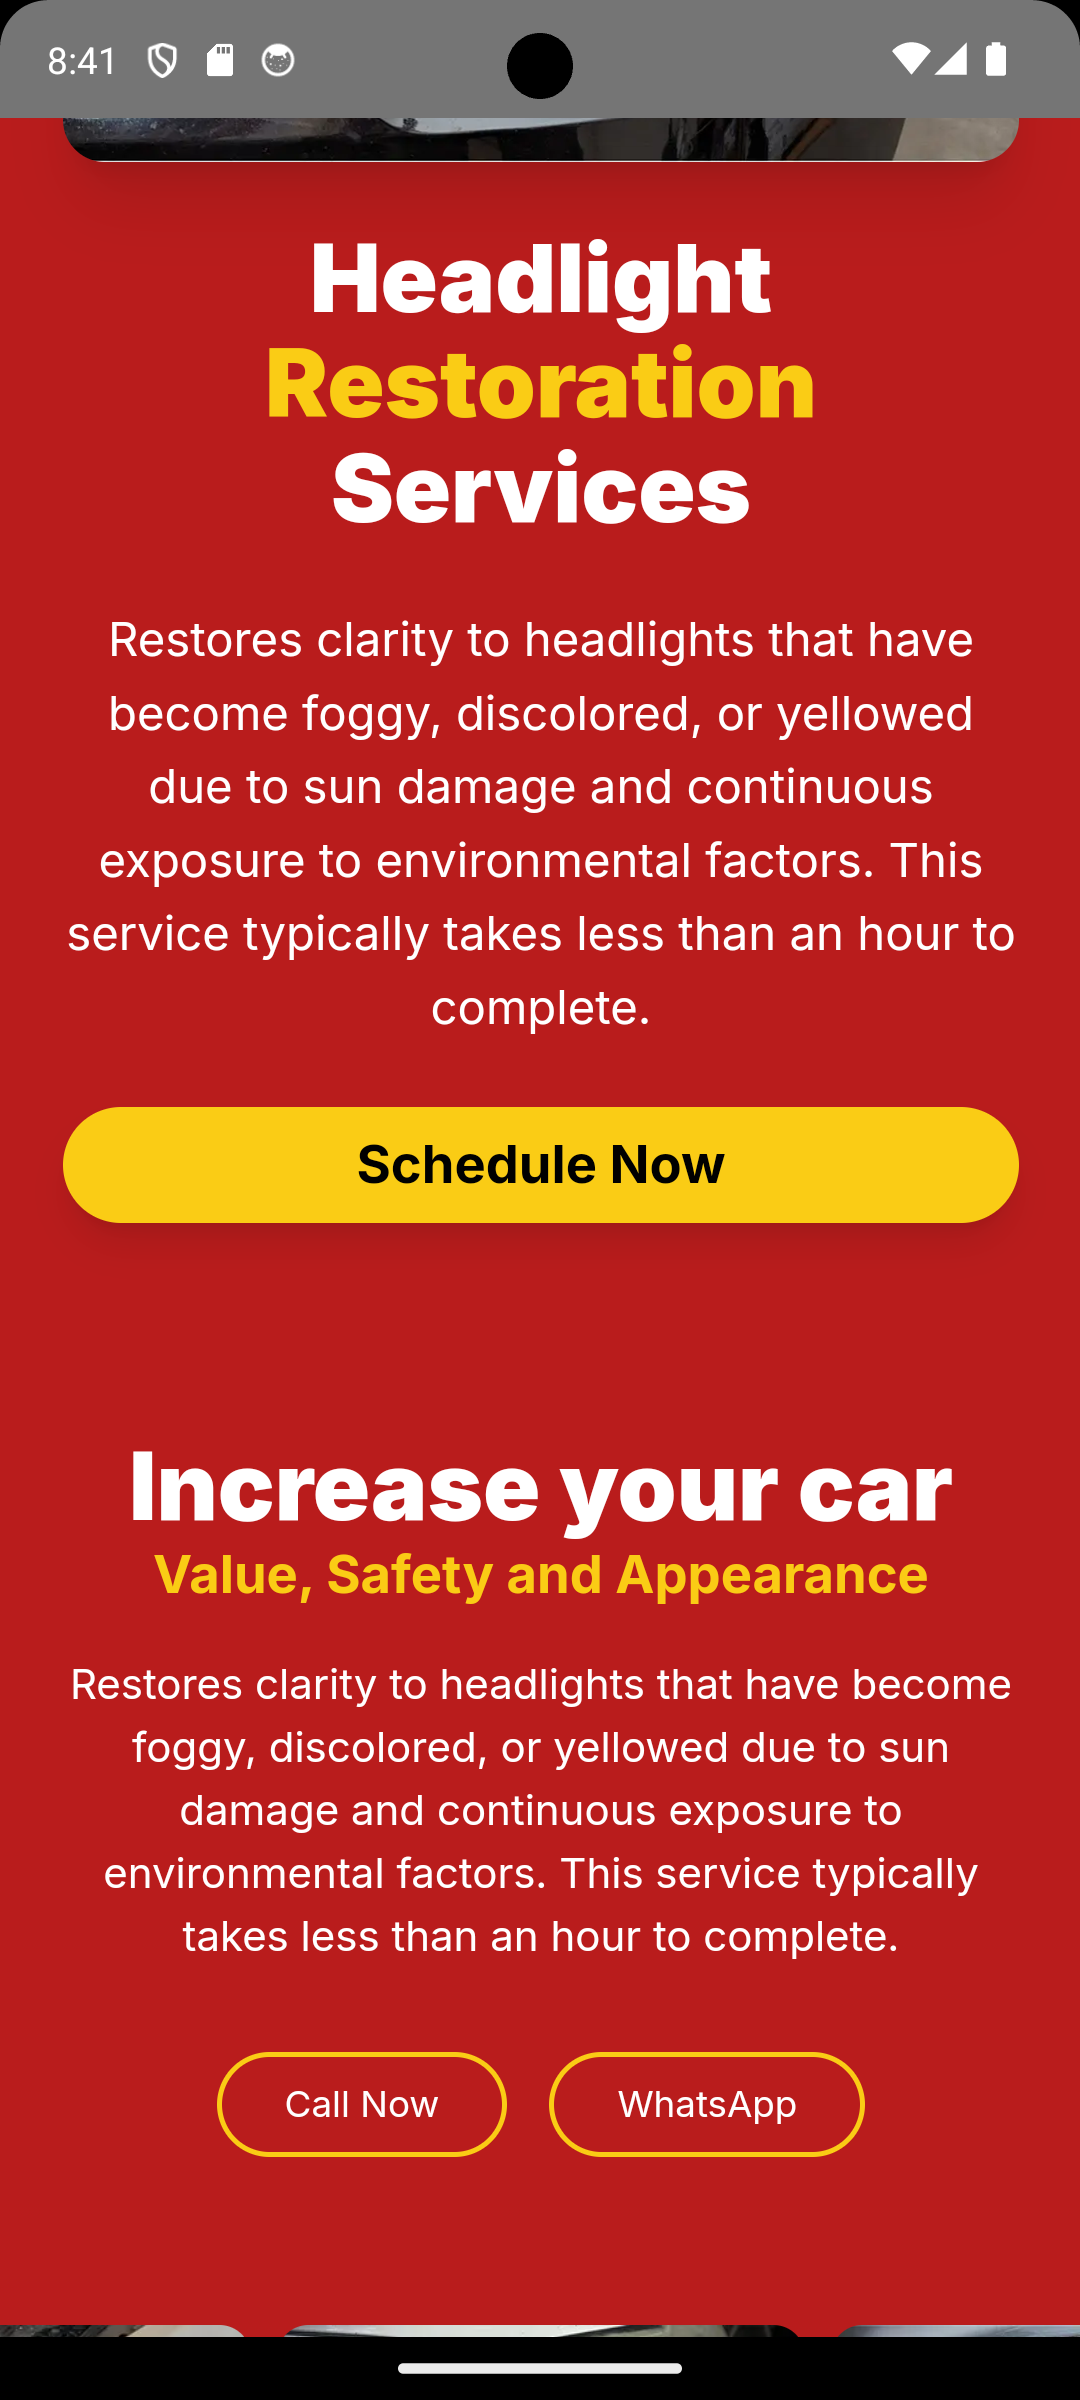 8:41
Headlight
Restoration
Services
Restores clarity to headlights that have
become foggy, discolored, or yellowed
due to sun damage and continuous
exposure to environmental factors. This
service typically takes less than an hour to
complete.
Schedule Now
Increase your car
Value, Safety and Appearance
Restores clarity to headlights that have become
foggy, discolored, or yellowed due to sun
damage and continuous exposure to
environmental factors. This service typically
takes less than an hour to complete.
Call Now
WhatsApp